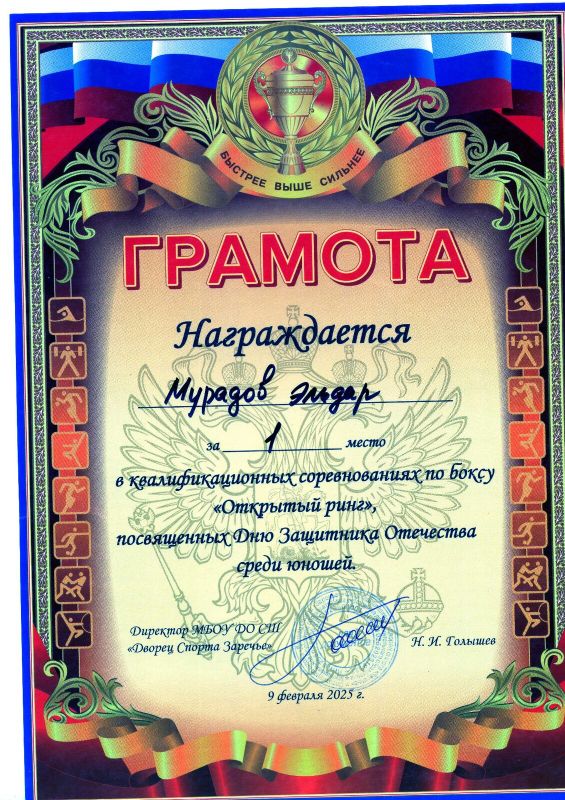 БЫСТРЕЕ ВЫШЕ СИЛЬНЕЕ
ГРАМОТА
Награждается
Мурадов Эльдар
за 1 место
в квалификационных соревнованиях по боксу
«Открытый ринг»,
посвященных Дню Защитника Отечества
среди юношей.
Директор МБОУ ДО СШ
«Дворец Спорта Заречье»
Н. И. Голышев
9 февраля 2025 г.